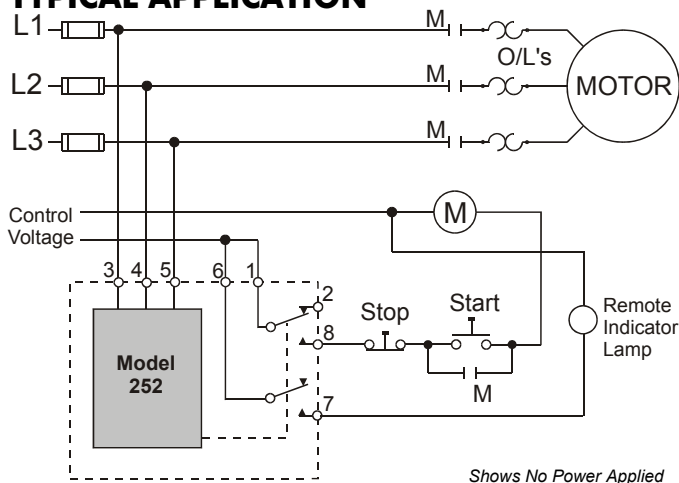 TYPICAL APPLICATION
L1
M
O/L's
L2
M
MOTOR
L3
M
Control
Voltage
M
3 4 5 6 1
2
8
Stop
Start
Remote
Indicator
Lamp
Model
252
M
7
Shows No Power Applied